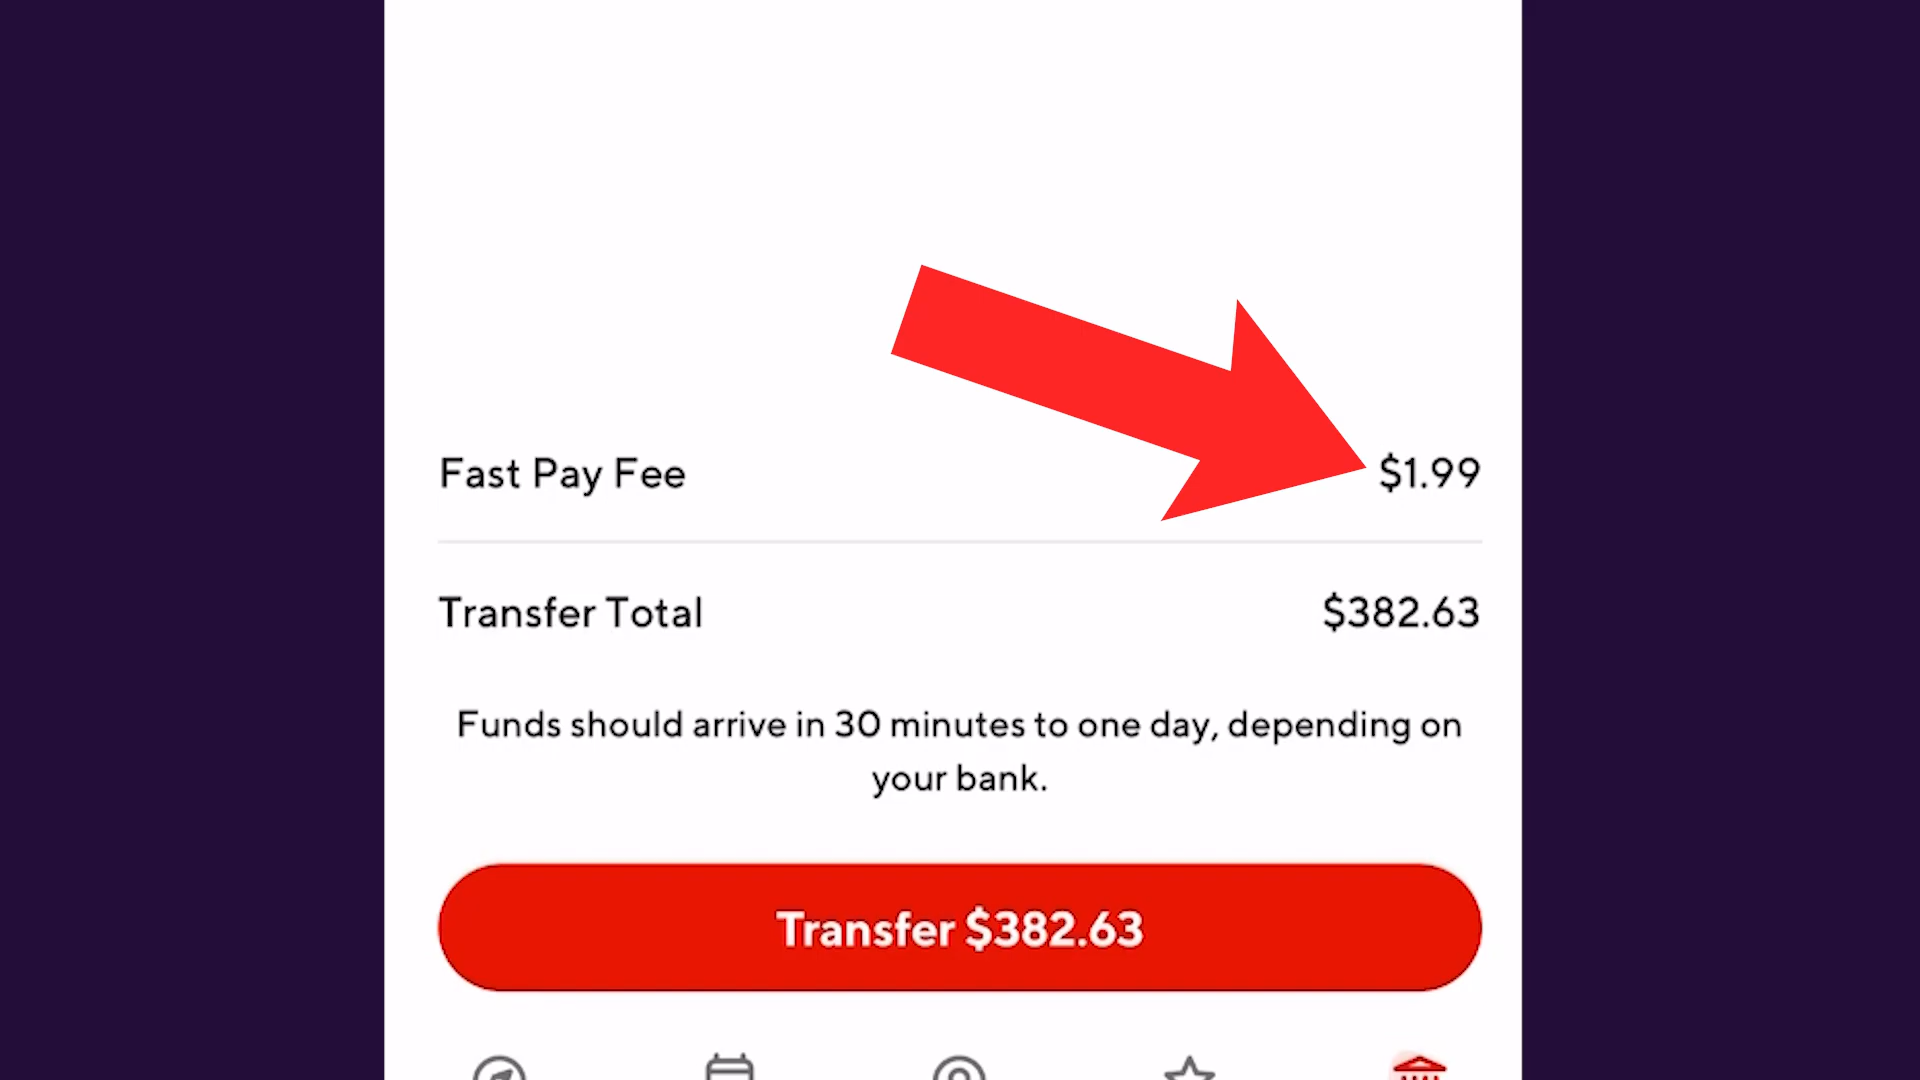 Fast Pay Fee $1.99
Transfer Total $382.63
Funds should arrive in 30 minutes to one day, depending on
your bank.
Transfer $382.63